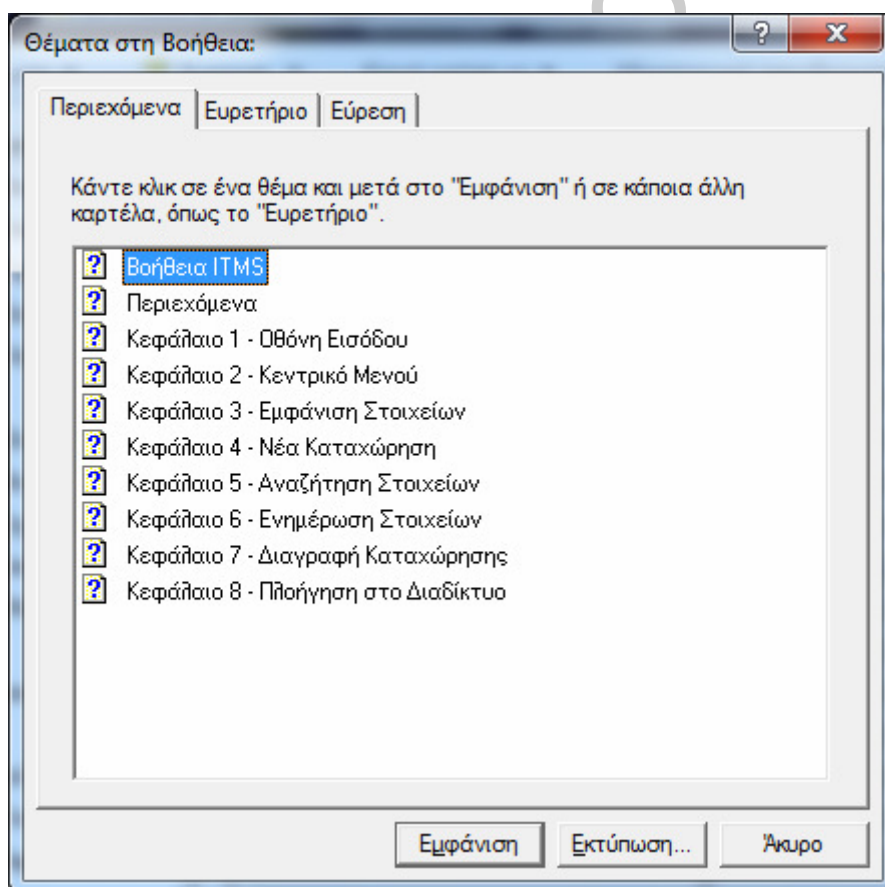 Θέματα στη Βοήθεια:
Περιεχόμενα Ευρετήριο Εύρεση
Κάντε κλικ σε ένα θέμα και μετά στο "Εμφάνιση" ή σε κάποια άλλη
καρτέλα, όπως το "Ευρετήριο".
Βοήθεια ITMS
Περιεχόμενα
Κεφάλαιο 1 - Οθόνη Εισόδου
Κεφάλαιο 2 - Κεντρικό Μενού
Κεφάλαιο 3 - Εμφάνιση Στοιχείων
Κεφάλαιο 4 - Νέα Καταχώρηση
Κεφάλαιο 5 - Αναζήτηση Στοιχείων
Κεφάλαιο 6 - Ενημέρωση Στοιχείων
Κεφάλαιο 7 - Διαγραφή Καταχώρησης
Κεφάλαιο 8 - Πλοήγηση στο Διαδίκτυο
Εμφάνιση Εκτύπωση... Άκυρο